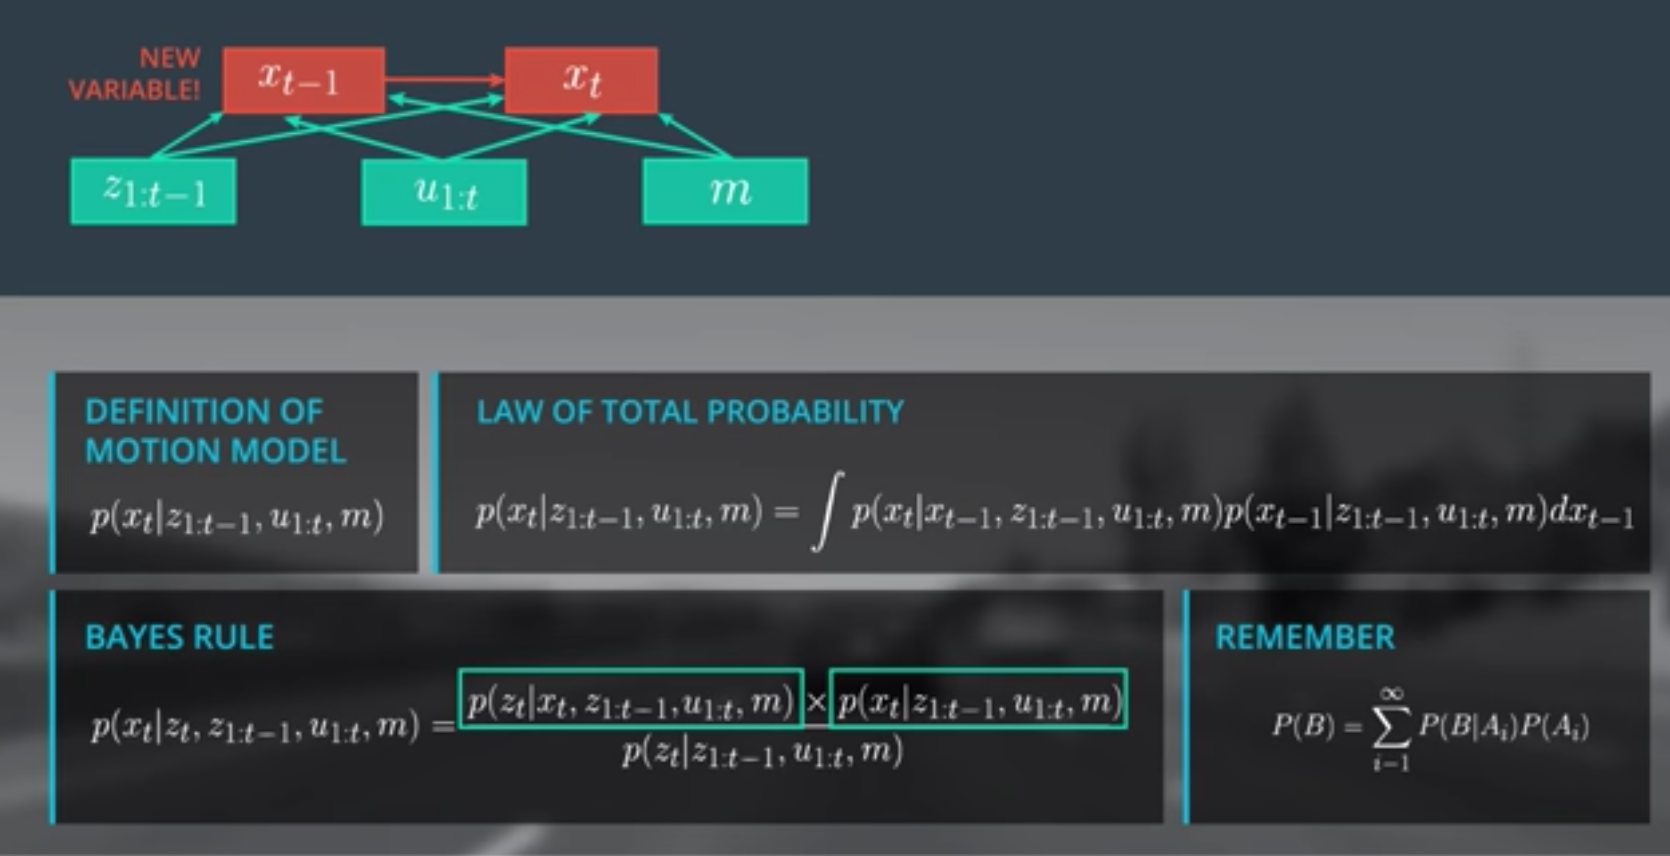 NEW
VARIABLE!
x_{t-1}
x_t
z_{1:t-1}
u_{1:t}
m
DEFINITION OF
MOTION MODEL
p(x_t|z_{1:t-1}, u_{1:t}, m)
LAW OF TOTAL PROBABILITY
p(x_t|z_{1:t-1}, u_{1:t}, m) = ∫ p(x_t|x_{t-1}, z_{1:t-1}, u_{1:t}, m)p(x_{t-1}|z_{1:t-1}, u_{1:t}, m)dx_{t-1}
BAYES RULE
p(x_t|z_t, z_{1:t-1}, u_{1:t}, m) = \frac{p(z_t|x_t, z_{1:t-1}, u_{1:t}, m) × p(x_t|z_{1:t-1}, u_{1:t}, m)}{p(z_t|z_{1:t-1}, u_{1:t}, m)}
REMEMBER
P(B) = \sum_{i-1}^{∞} P(B|A_i)P(A_i)